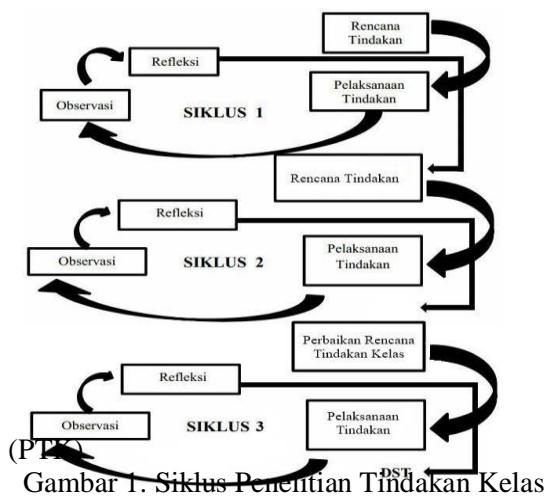 Rencana
Tindakan
Refleksi
Pelaksanaan
Tindakan
Observasi
SIKLUS 1
Rencana Tindakan
Refleksi
Pelaksanaan
Tindakan
Observasi
SIKLUS 2
Perbaikan Rencana
Tindakan Kelas
Refleksi
Pelaksanaan
Tindakan
Observasi
SIKLUS 3
(PTK)
DST
Gambar 1. Siklus Penelitian Tindakan Kelas